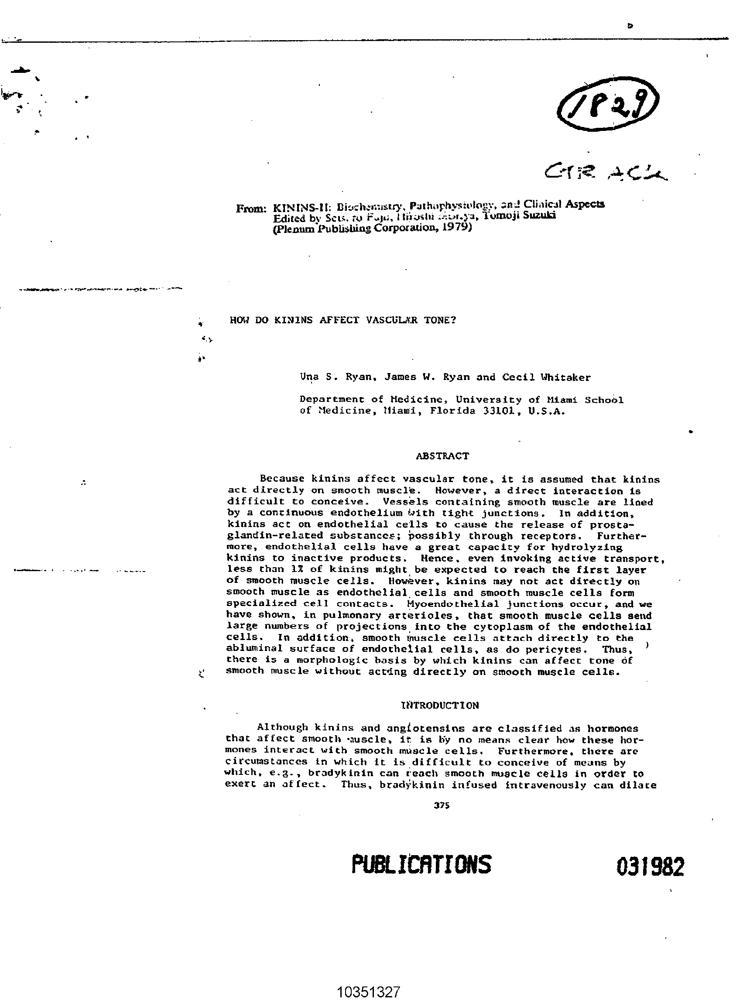 1829
CTR ACK
From: KININS-II: Biochemistry, Pathophysiology, and Clinical Aspects
Edited by Tomoji Suzuki
(Plenum Publishing Corporation, 1979)
HOW DO KININS AFFECT VASCULAR TONE?
Una S. Ryan, James W. Ryan and Cecil Whitaker
Department of Medicine, University of Miami School
of Medicine, Miami, Florida 33101, U.S.A.
ABSTRACT
Because kinins affect vascular tone, it is assumed that kinins
act directly on smooth muscle. However, a direct interaction is
difficult to conceive. Vessels containing smooth muscle are lined
by a continuous endothelium with tight junctions. In addition,
kinins act on endothelial cells to cause the release of prosta-
glandin-related substances; possibly through receptors. Further-
more, endothelial cells have a great capacity for hydrolyzing
kinins to inactive products. Hence, even invoking active transport,
less than 1% of kinins might be expected to reach the first layer
of smooth muscle cells. However, kinins may not act directly on
smooth muscle as endothelial cells and smooth muscle cells form
specialized cell contacts. Myoendothelial junctions occur, and we
have shown, in pulmonary arterioles, that smooth muscle cells send
large numbers of projections into the cytoplasm of the endothelial
cells. In addition, smooth muscle cells attach directly to the
abluminal surface of endothelial cells, as do pericytes. Thus,
there is a morphologic basis by which kinins can affect tone of
smooth muscle without acting directly on smooth muscle cells.
INTRODUCTION
Although kinins and angiotensins are classified as hormones
that affect smooth muscle, it is by no means clear how these hor-
mones interact with smooth muscle cells. Furthermore, there are
circumstances in which it is difficult to conceive of means by
which, e.g., bradykinin can reach smooth muscle cells in order to
exert an affect. Thus, bradykinin infused intravenously can dilate
375
PUBLICATIONS 031982
10351327